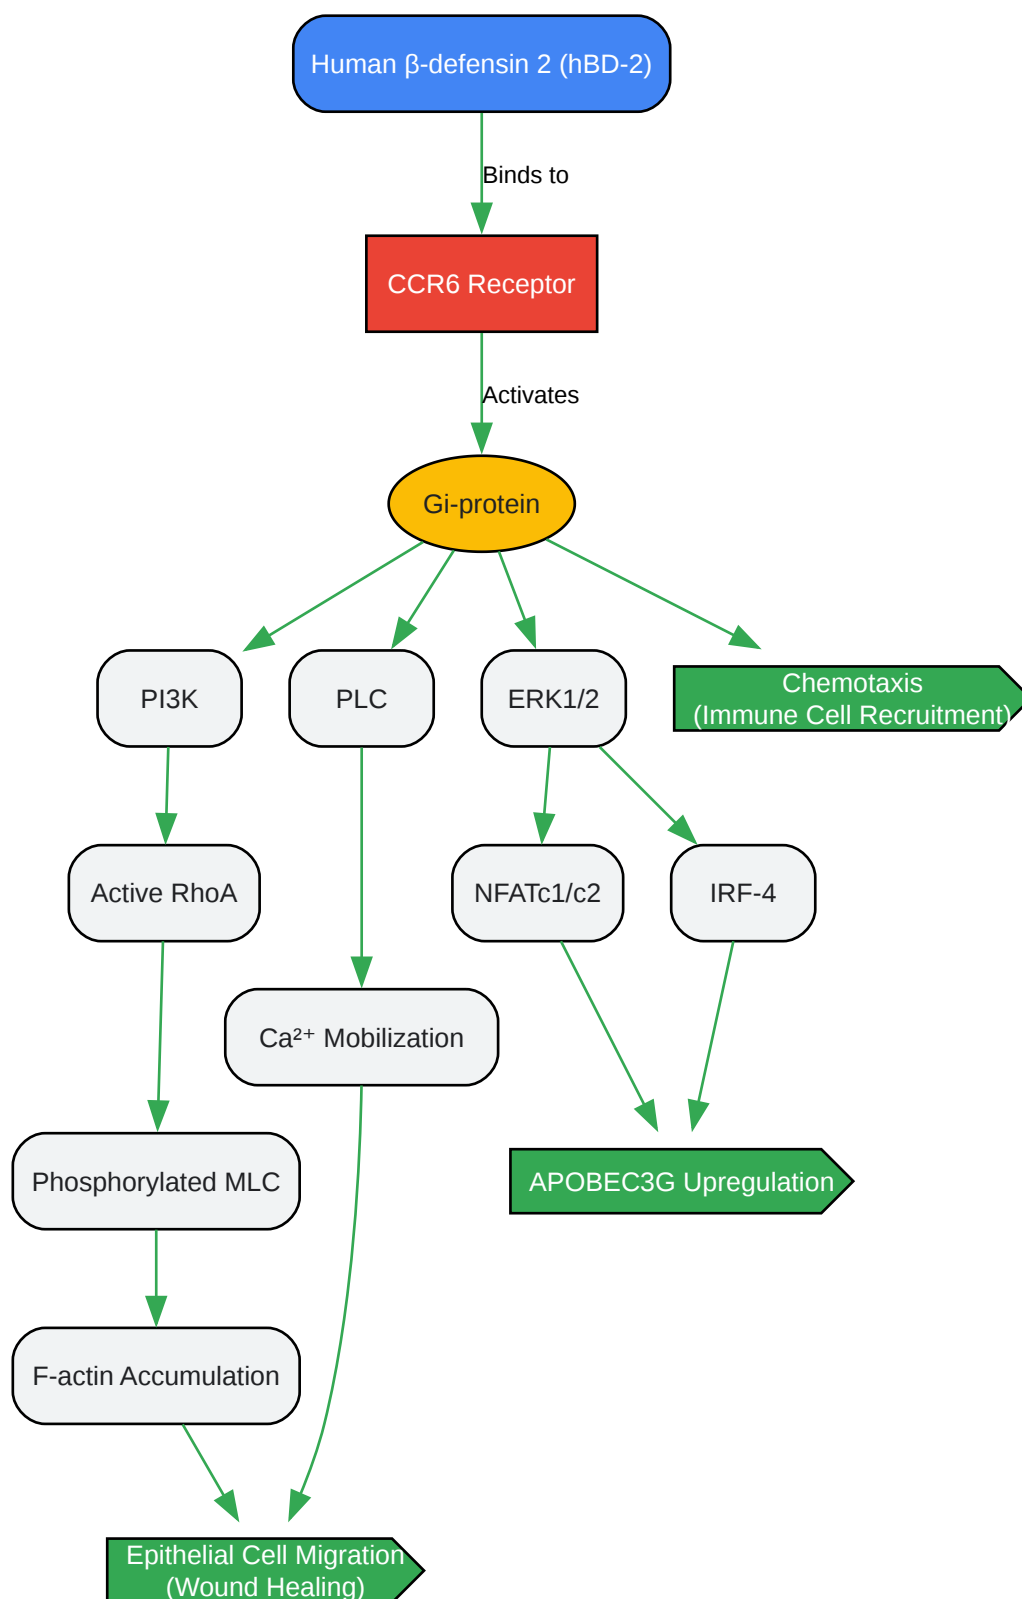 Human β-defensin 2 (hBD-2)
Binds to
CCR6 Receptor
Activates
Gi-protein
PI3K
PLC
ERK1/2
Chemotaxis
(Immune Cell Recruitment)
Active RhoA
NFATc1/c2
IRF-4
Ca²⁺ Mobilization
Phosphorylated MLC
APOBEC3G Upregulation
F-actin Accumulation
Epithelial Cell Migration
(Wound Healing)